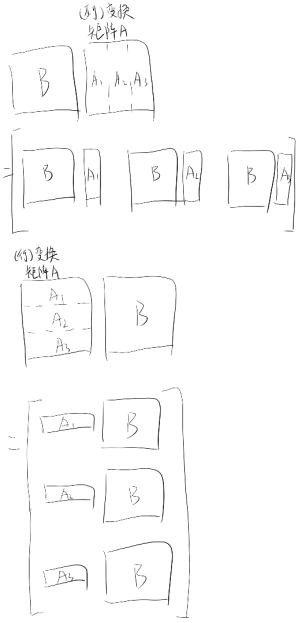 (列)变换
矩阵A
B A₁ A₂ A₃
= B A₁ B A₂ B A₃
(行)变换
矩阵A
A₁
A₂
A₃
B
=
A₁ B
A₂ B
A₃ B